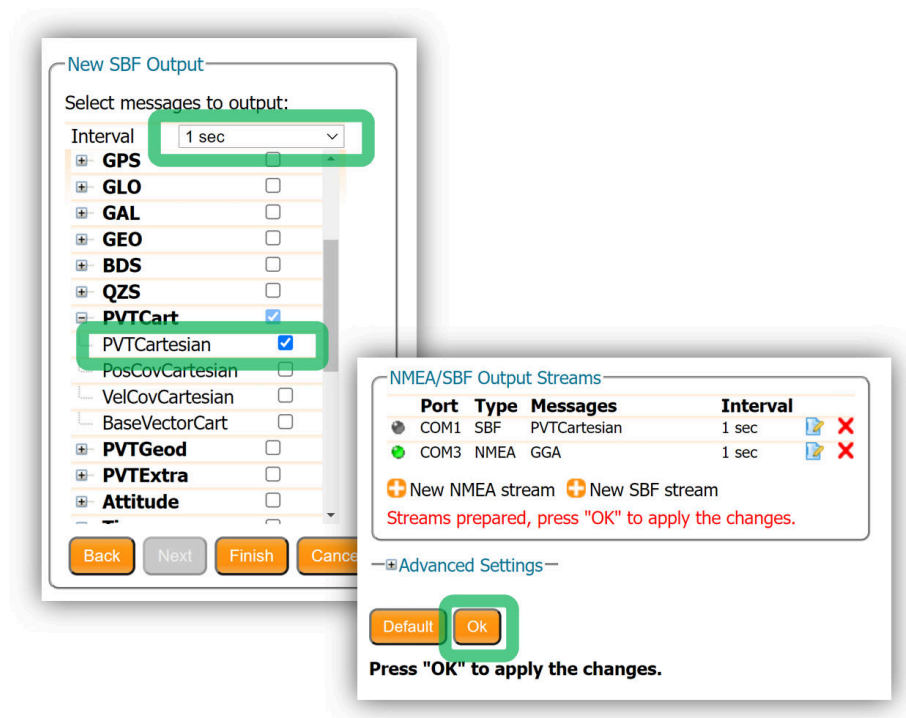 New SBF Output
Select messages to output:
Interval 1 sec
GPS
GLO
GAL
GEO
BDS
QZS
PVTCart
PVTCartesian
PosCovCartesian
VelCovCartesian
BaseVectorCart
PVTGeod
PVTExtra
Attitude
Back Next Finish
NMEA/SBF Output Streams
Port Type Messages Interval
COM1 SBF PVTCartesian 1 sec
COM3 NMEA GGA 1 sec
New NMEA stream New SBF stream
Streams prepared, press "OK" to apply the changes.
Advanced Settings
Default Ok
Press "OK" to apply the changes.